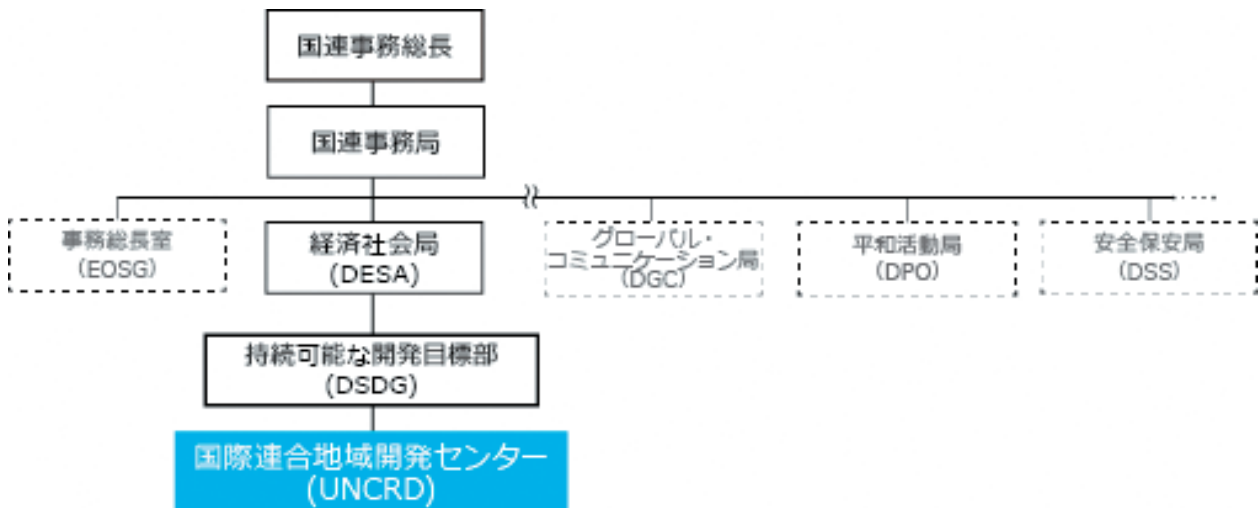 国連事務総長
国連事務局
事務総長室
(EOSG)
経済社会局
(DESA)
グローバル・
コミュニケーション局
(DGC)
平和活動局
(DPO)
安全保安局
(DSS)
持続可能な開発目標部
(DSDG)
国際連合地域開発センター
(UNCRD)